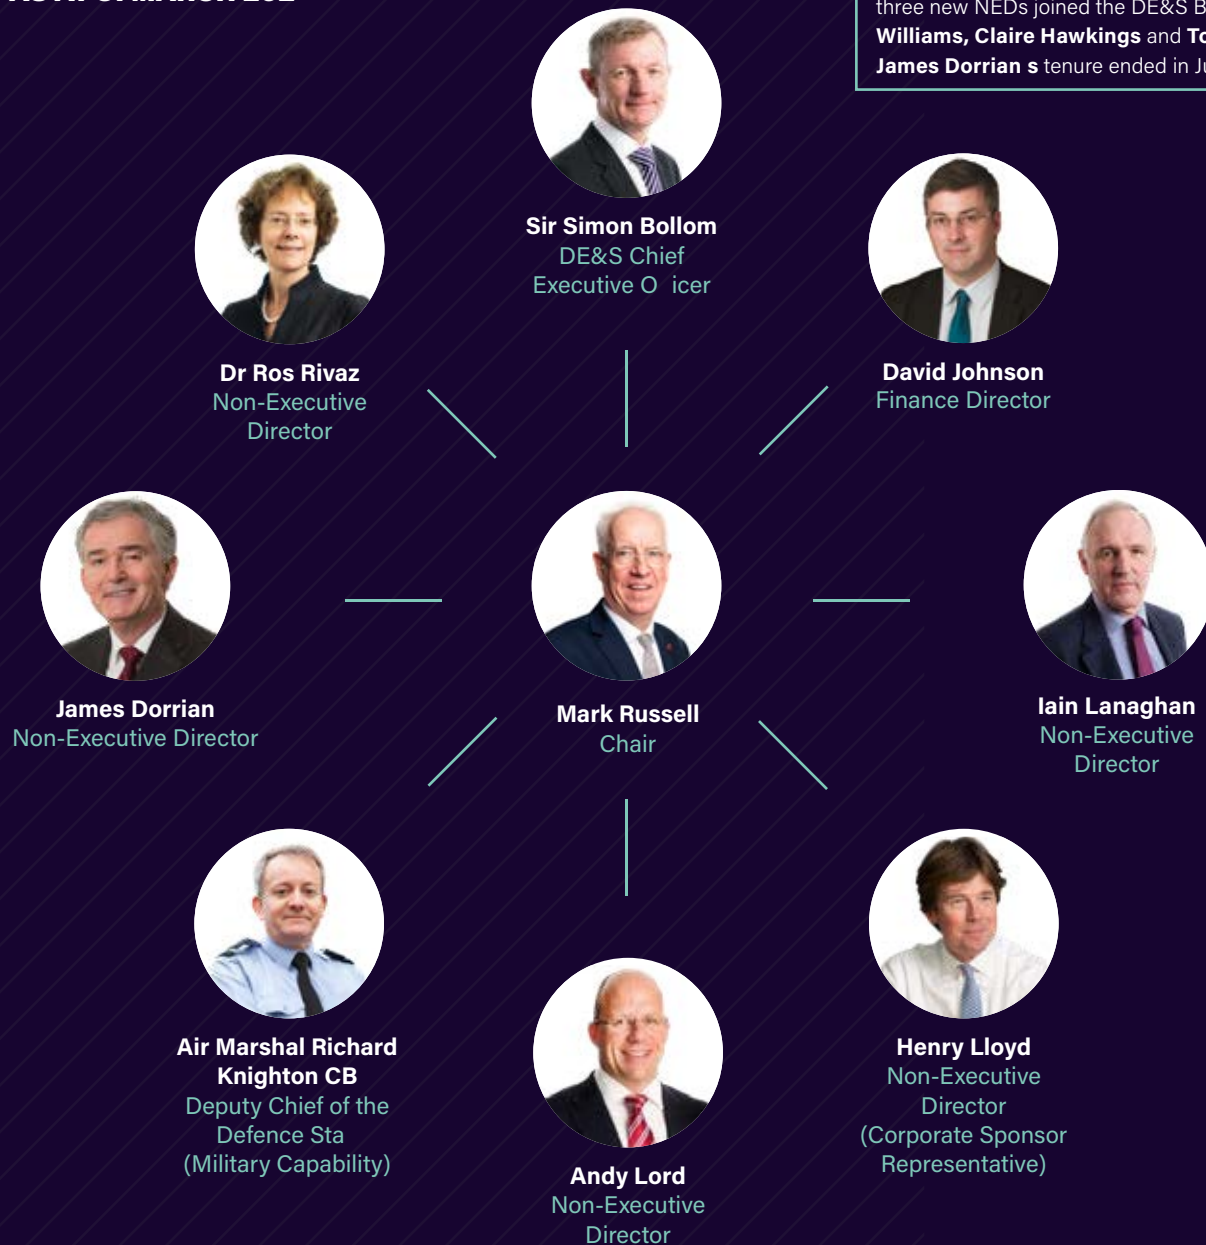 three new NEDs joined the DE&S B
Williams, Claire Hawkings and To
James Dorrian s tenure ended in Ju
Sir Simon Bollom
DE&S Chief
Executive O icer
Dr Ros Rivaz
Non-Executive
Director
David Johnson
Finance Director
James Dorrian
Non-Executive Director
Mark Russell
Chair
Iain Lanaghan
Non-Executive
Director
Air Marshal Richard
Knighton CB
Deputy Chief of the
Defence Sta
(Military Capability)
Andy Lord
Non-Executive
Director
Henry Lloyd
Non-Executive
Director
(Corporate Sponsor
Representative)